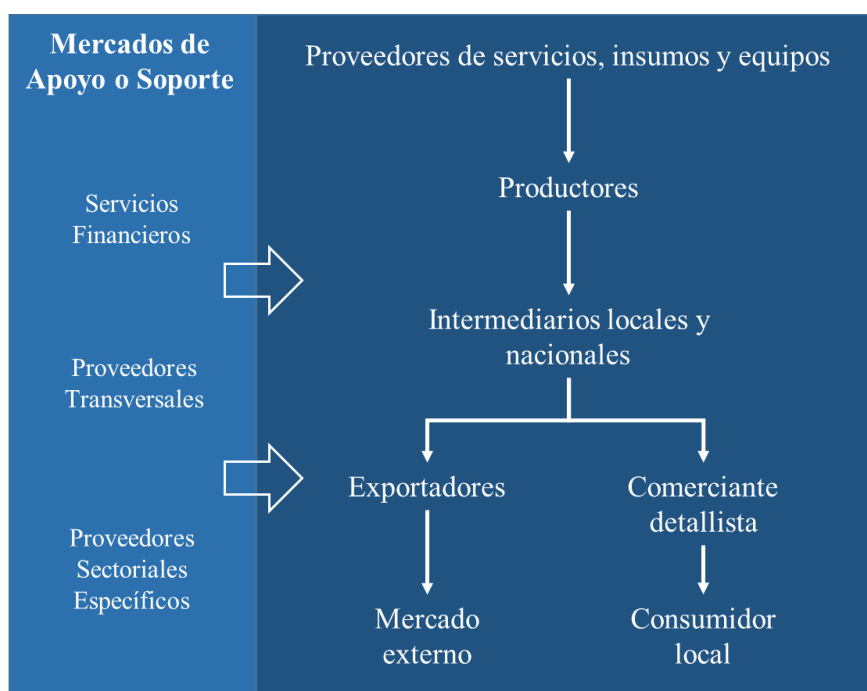 Mercados de
Apoyo o Soporte
Servicios
Financieros
Proveedores
Transversales
Proveedores
Sectoriales
Específicos
Proveedores de servicios, insumos y equipos
Productores
Intermediarios locales y
nacionales
Exportadores
Comerciante
detallista
Mercado
externo
Consumidor
local